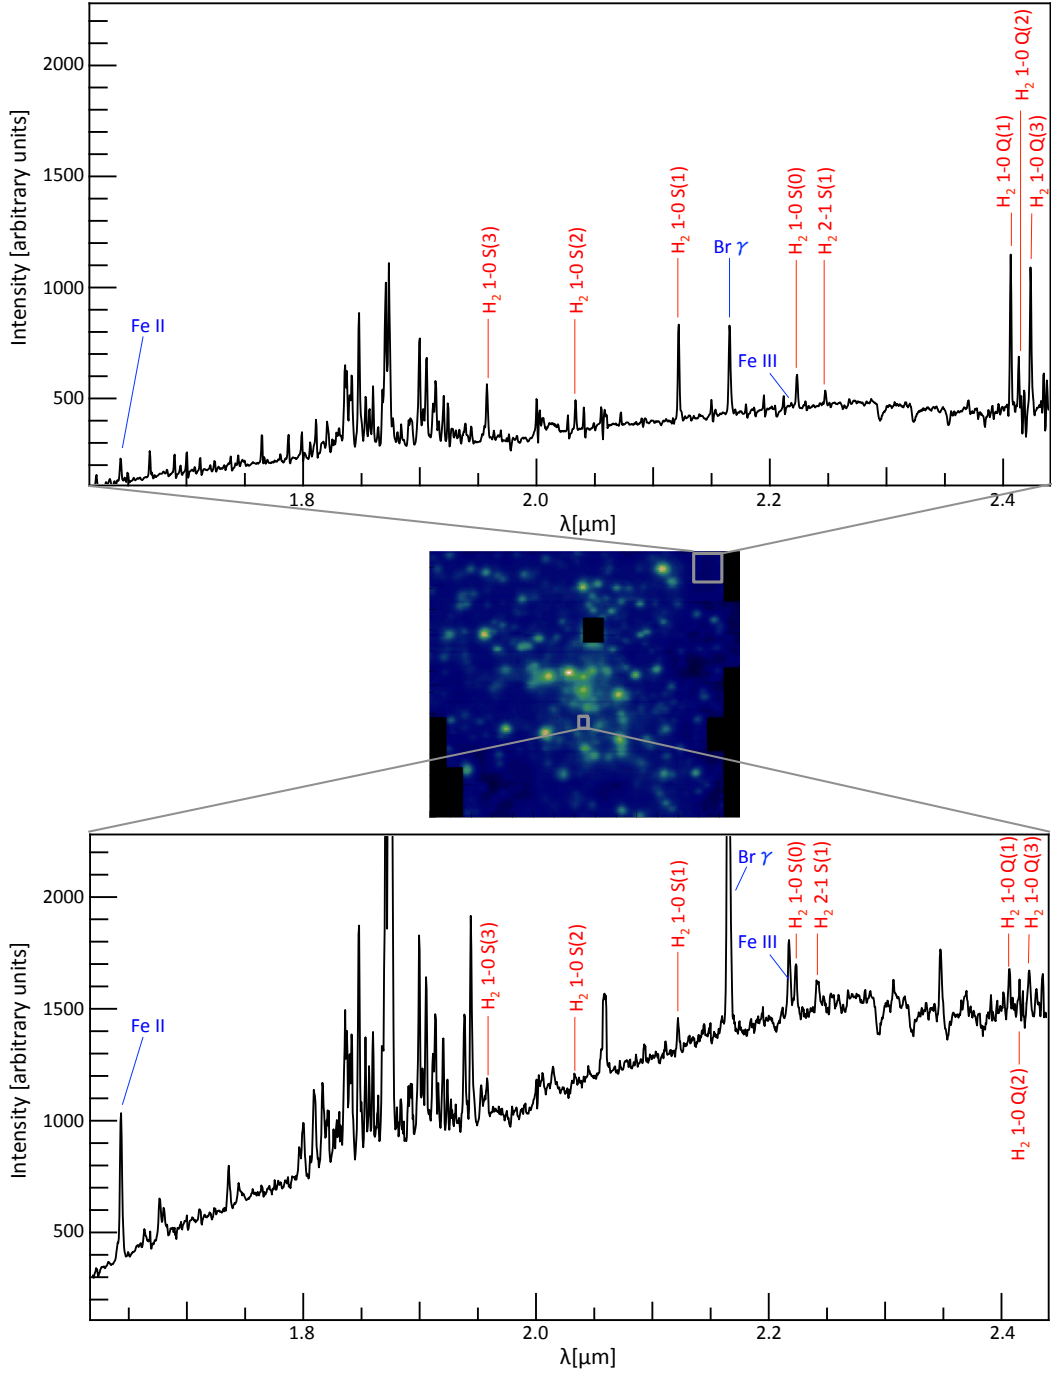 Intensity [arbitrary units]
2000
1500
1000
500
Fe II
H₂ 1-0 S(3)
H₂ 1-0 S(2)
H₂ 1-0 S(1)
Br γ
Fe III
H₂ 1-0 S(0)
H₂ 2-1 S(1)
H₂ 1-0 Q(1)
H₂ 1-0 Q(2)
H₂ 1-0 Q(3)
1.8
2.0
2.2
2.4
λ[μm]
Intensity [arbitrary units]
2000
1500
1000
500
Fe II
H₂ 1-0 S(3)
H₂ 1-0 S(2)
H₂ 1-0 S(1)
Br γ
Fe III
H₂ 1-0 S(0)
H₂ 2-1 S(1)
H₂ 1-0 Q(1)
H₂ 1-0 Q(2)
H₂ 1-0 Q(3)
1.8
2.0
2.2
2.4
λ[μm]